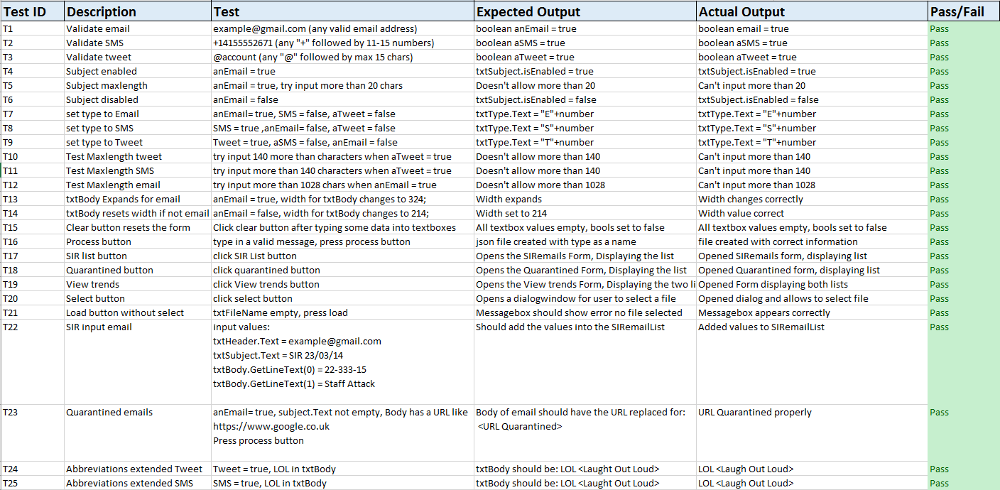 Test ID Description Test Expected Output Actual Output Pass/Fail
T1 Validate email example@gmail.com (any valid email address) boolean anEmail = true boolean email = true Pass
T2 Validate SMS +14155552671 (any "+" followed by 11-15 numbers) boolean aSMS = true boolean aSMS = true Pass
T3 Validate tweet @account (any "@" followed by max 15 chars) boolean aTweet = true boolean aTweet = true Pass
T4 Subject enabled anEmail = true txtSubject.isEnabled = true txtSubject.isEnabled = true Pass
T5 Subject maxlength anEmail = true, try input more than 20 chars Doesn't allow more than 20 Can't input more than 20 Pass
T6 Subject disabled anEmail = false txtSubject.isEnabled = false txtSubject.isEnabled = false Pass
T7 set type to Email anEmail= true, SMS = false, aTweet = false txtType.Text = "E"+number txtType.Text = "E"+number Pass
T8 set type to SMS SMS = true ,anEmail= false, aTweet = false txtType.Text = "S"+number txtType.Text = "S"+number Pass
T9 set type to Tweet Tweet = true, aSMS = false, anEmail = false txtType.Text = "T"+number txtType.Text = "T"+number Pass
T10 Test Maxlength tweet try input 140 more than characters when aTweet = true Doesn't allow more than 140 Can't input more than 140 Pass
T11 Test Maxlength SMS try input more than 140 characters when aTweet = true Doesn't allow more than 140 Can't input more than 140 Pass
T12 Test Maxlength email try input more than 1028 chars when anEmail = true Doesn't allow more than 1028 Can't input more than 1028 Pass
T13 txtBody Expands for email anEmail = true, width for txtBody changes to 324; Width expands Width changes correctly Pass
T14 txtBody resets width if not email anEmail = false, width for txtBody changes to 214; Width set to 214 Width value correct Pass
T15 Clear button resets the form Click clear button after typing some data into textboxes All textbox values empty, bools set to false All textbox values empty, bools set to false Pass
T16 Process button type in a valid message, press process button json file created with type as a name file created with correct information Pass
T17 SIR list button click SIR List button Opens the SIRemails Form, Displaying the list Opened SIRemails form, displaying list Pass
T18 Quarantined button click quarantined button Opens the Quarantined Form, Displaying the list Opened Quarantined form, displaying list Pass
T19 View trends click View trends button Opens the View trends Form, Displaying the two li Opened Form displaying both lists Pass
T20 Select button click select button Opens a dialogwindow for user to select a file Opened dialog and allows to select file Pass
T21 Load button without select txtFileName empty, press load Messagebox should show error no file selected Messagebox appears correctly Pass
T22 SIR input email input values: Should add the values into the SIRemailList Added values to SIRemailList Pass
txtHeader.Text = example@gmail.com
txtSubject.Text = SIR 23/03/14
txtBody.GetLineText(0) = 22-333-15
txtBody.GetLineText(1) = Staff Attack
T23 Quarantined emails anEmail= true, subject.Text not empty, Body has a URL like Body of email should have the URL replaced for: URL Quarantined properly Pass
https://www.google.co.uk <URL Quarantined>
Press process button
T24 Abbreviations extended Tweet Tweet = true, LOL in txtBody txtBody should be: LOL <Laught Out Loud> LOL <Laugh Out Loud> Pass
T25 Abbreviations extended SMS SMS = true, LOL in txtBody txtBody should be: LOL <Laught Out Loud> LOL <Laugh Out Loud> Pass